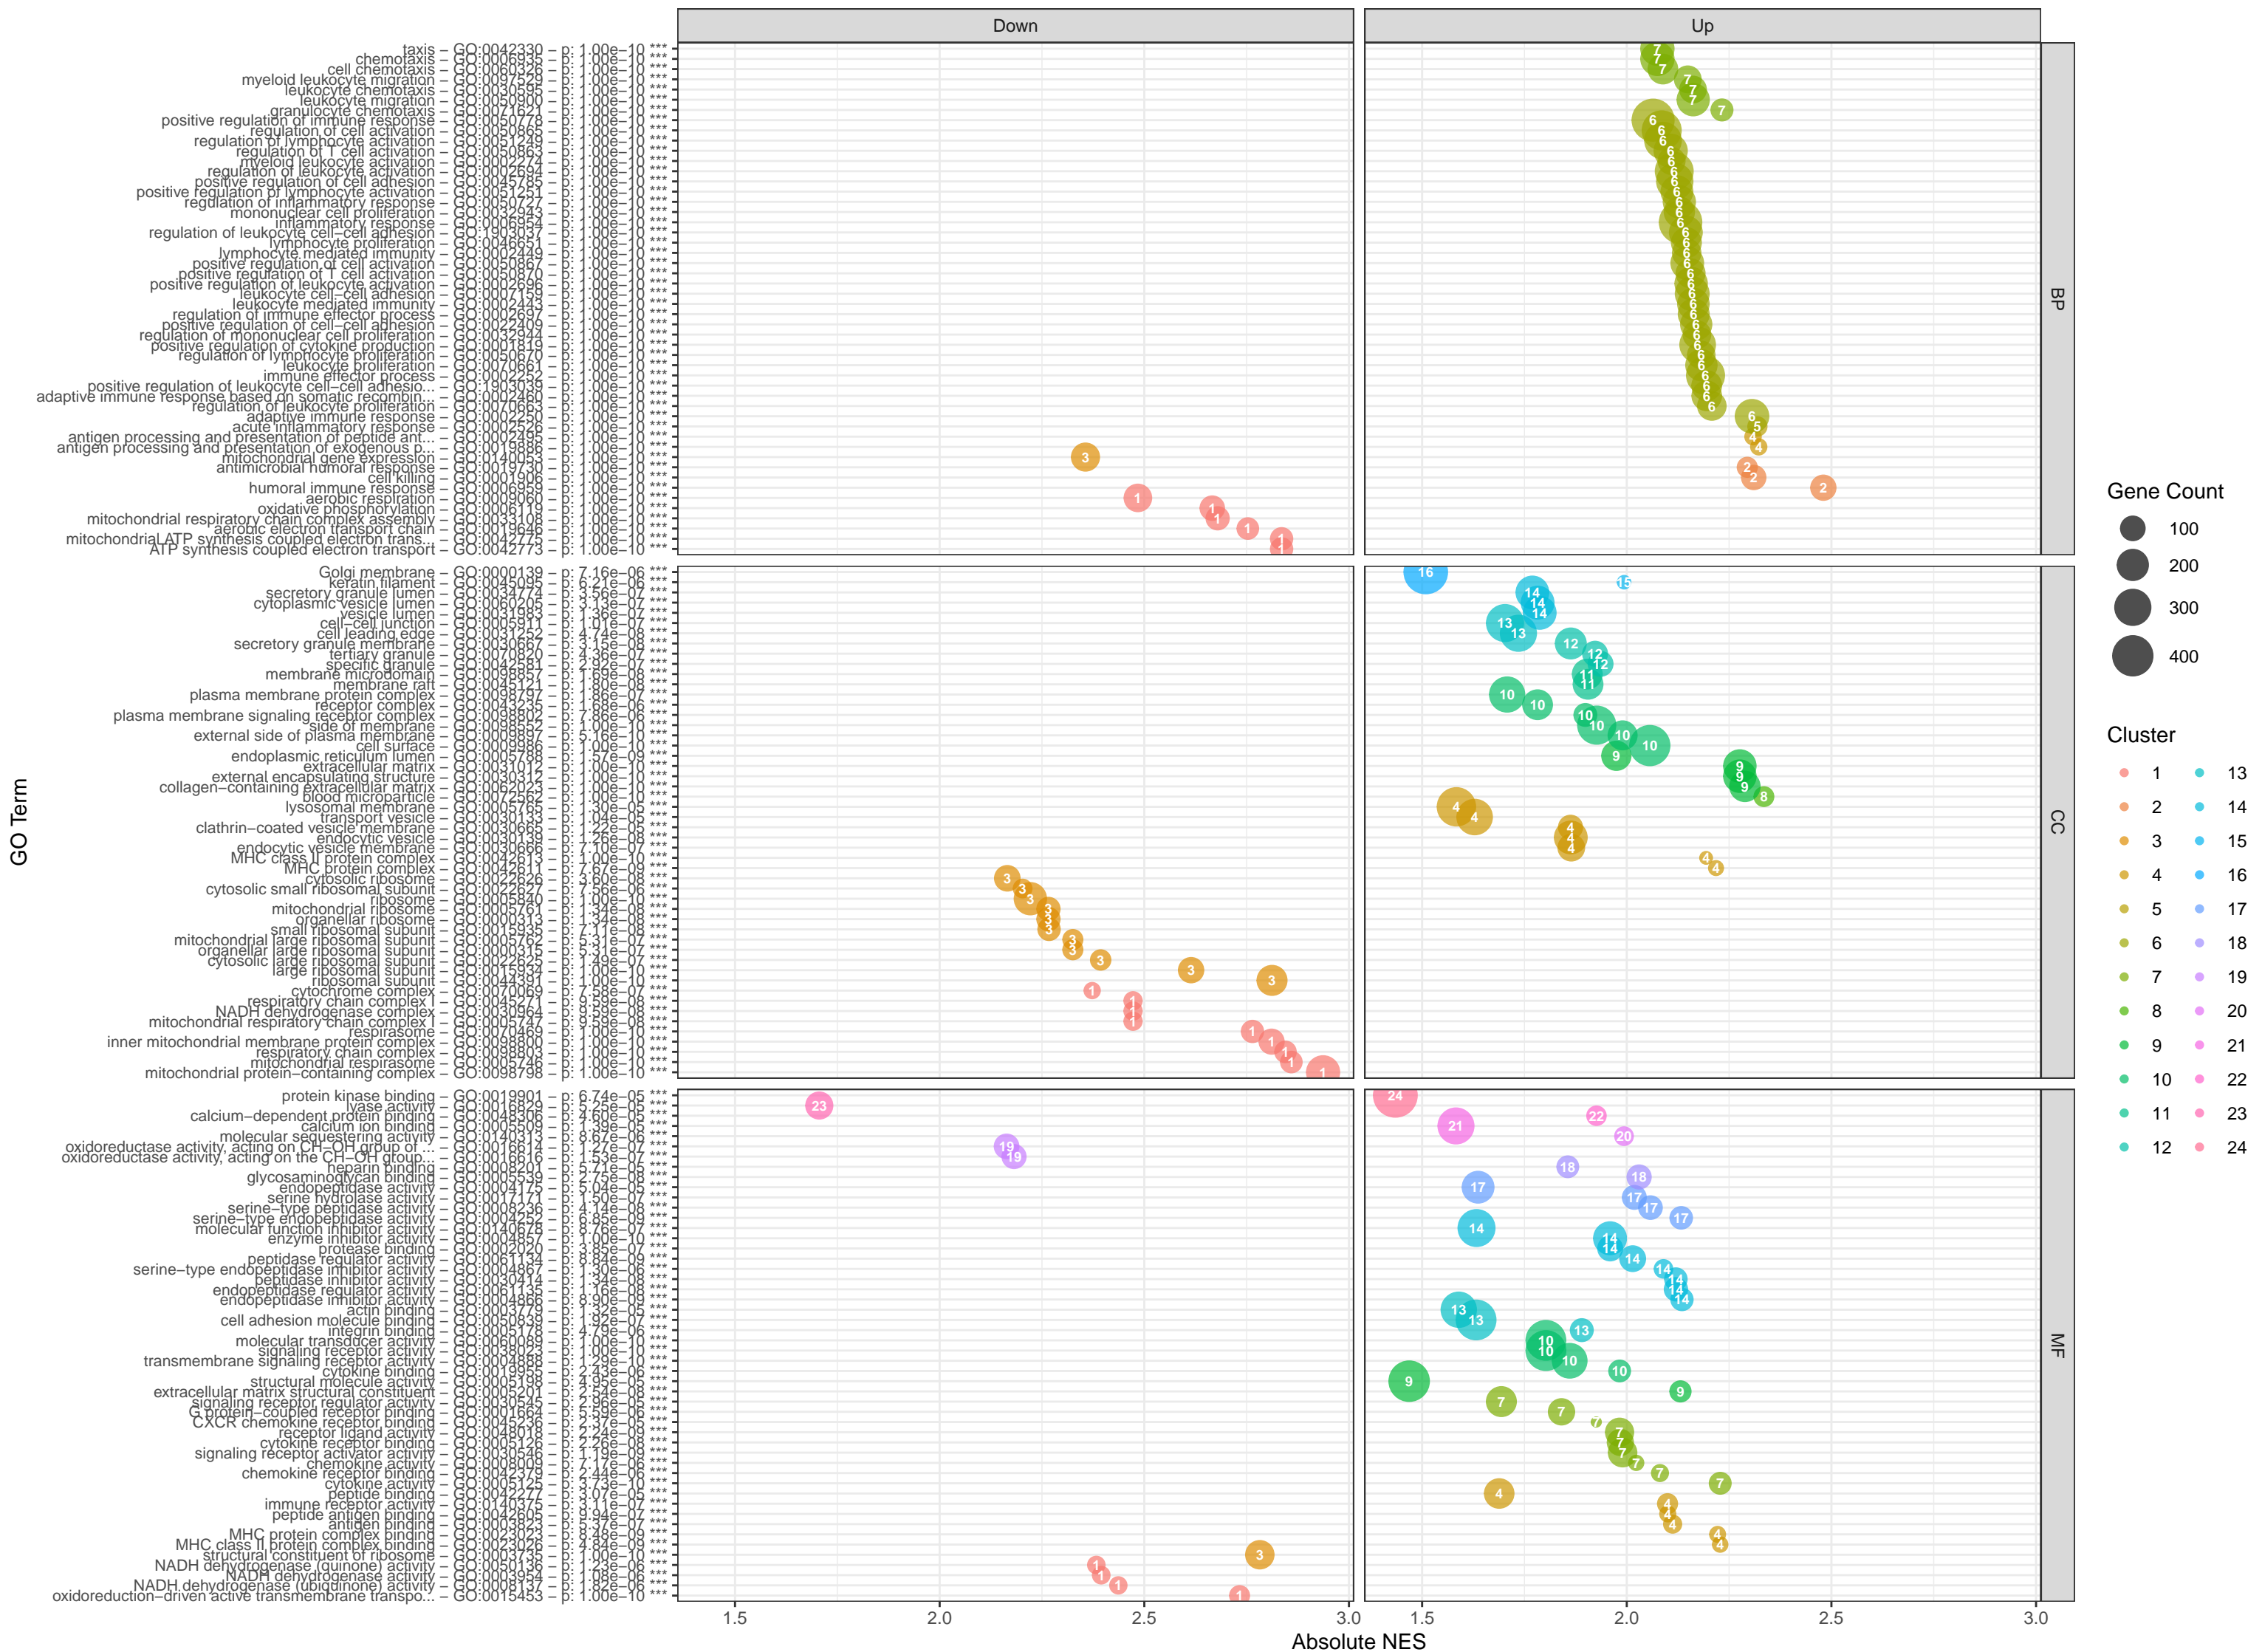 Down
Up
taxis – GO:0042330 – p: 1.00e−10 ***
chemotaxis – GO:0006935 – p: 1.00e−10 ***
cell chemotaxis – GO:0060326 – p: 1.00e−10 ***
myeloid leukocyte migration – GO:0097529 – p: 1.00e−10 ***
leukocyte chemotaxis – GO:0030595 – p: 1.00e−10 ***
leukocyte migration – GO:0050900 – p: 1.00e−10 ***
granulocyte chemotaxis – GO:0071621 – p: 1.00e−10 ***
positive regulation of immune response – GO:0050778 – p: 1.00e−10 ***
regulation of cell activation – GO:0050865 – p: 1.00e−10 ***
regulation of lymphocyte activation – GO:0051249 – p: 1.00e−10 ***
regulation of T cell activation – GO:0050863 – p: 1.00e−10 ***
myeloid leukocyte activation – GO:0002274 – p: 1.00e−10 ***
regulation of leukocyte activation – GO:0002694 – p: 1.00e−10 ***
positive regulation of cell adhesion – GO:0045785 – p: 1.00e−10 ***
positive regulation of lymphocyte activation – GO:0051251 – p: 1.00e−10 ***
regulation of inflammatory response – GO:0050727 – p: 1.00e−10 ***
mononuclear cell proliferation – GO:0032943 – p: 1.00e−10 ***
inflammatory response – GO:0006954 – p: 1.00e−10 ***
regulation of leukocyte cell−cell adhesion – GO:1903037 – p: 1.00e−10 ***
lymphocyte proliferation – GO:0046651 – p: 1.00e−10 ***
lymphocyte mediated immunity – GO:0002449 – p: 1.00e−10 ***
positive regulation of cell activation – GO:0050867 – p: 1.00e−10 ***
positive regulation of T cell activation – GO:0050870 – p: 1.00e−10 ***
positive regulation of leukocyte activation – GO:0002696 – p: 1.00e−10 ***
leukocyte cell−cell adhesion – GO:0007159 – p: 1.00e−10 ***
leukocyte mediated immunity – GO:0002443 – p: 1.00e−10 ***
regulation of immune effector process – GO:0002697 – p: 1.00e−10 ***
positive regulation of cell−cell adhesion – GO:0022409 – p: 1.00e−10 ***
regulation of mononuclear cell proliferation – GO:0032944 – p: 1.00e−10 ***
positive regulation of cytokine production – GO:0001819 – p: 1.00e−10 ***
regulation of lymphocyte proliferation – GO:0050670 – p: 1.00e−10 ***
leukocyte proliferation – GO:0070661 – p: 1.00e−10 ***
immune effector process – GO:0002252 – p: 1.00e−10 ***
positive regulation of leukocyte cell−cell adhesio... – GO:1903039 – p: 1.00e−10 ***
adaptive immune response based on somatic recombin... – GO:0002460 – p: 1.00e−10 ***
regulation of leukocyte proliferation – GO:0070663 – p: 1.00e−10 ***
adaptive immune response – GO:0002250 – p: 1.00e−10 ***
acute inflammatory response – GO:0002526 – p: 1.00e−10 ***
antigen processing and presentation of peptide ant... – GO:0002495 – p: 1.00e−10 ***
antigen processing and presentation of exogenous p... – GO:0019886 – p: 1.00e−10 ***
mitochondrial gene expression – GO:0140053 – p: 1.00e−10 ***
antimicrobial humoral response – GO:0019730 – p: 1.00e−10 ***
cell killing – GO:0001906 – p: 1.00e−10 ***
humoral immune response – GO:0006959 – p: 1.00e−10 ***
aerobic respiration – GO:0009060 – p: 1.00e−10 ***
oxidative phosphorylation – GO:0006119 – p: 1.00e−10 ***
mitochondrial respiratory chain complex assembly – GO:0033108 – p: 1.00e−10 ***
aerobic electron transport chain – GO:0019646 – p: 1.00e−10 ***
mitochondrial ATP synthesis coupled electron trans... – GO:0042775 – p: 1.00e−10 ***
ATP synthesis coupled electron transport – GO:0042773 – p: 1.00e−10 ***
BP
Golgi membrane – GO:0000139 – p: 7.16e−06 ***
keratin filament – GO:0045095 – p: 6.21e−06 ***
secretory granule lumen – GO:0034774 – p: 3.56e−07 ***
cytoplasmic vesicle lumen – GO:0060205 – p: 3.13e−07 ***
vesicle lumen – GO:0031983 – p: 1.36e−07 ***
cell−cell junction – GO:0005911 – p: 1.01e−07 ***
cell leading edge – GO:0031252 – p: 4.74e−08 ***
secretory granule membrane – GO:0030667 – p: 3.15e−08 ***
tertiary granule – GO:0070820 – p: 4.36e−07 ***
specific granule – GO:0042581 – p: 2.92e−07 ***
membrane microdomain – GO:0098857 – p: 1.69e−08 ***
membrane raft – GO:0045121 – p: 1.80e−08 ***
plasma membrane protein complex – GO:0098797 – p: 1.86e−07 ***
receptor complex – GO:0043235 – p: 1.68e−06 ***
plasma membrane signaling receptor complex – GO:0098802 – p: 7.86e−06 ***
side of membrane – GO:0098552 – p: 1.00e−10 ***
external side of plasma membrane – GO:0009897 – p: 5.16e−10 ***
cell surface – GO:0009986 – p: 1.00e−10 ***
endoplasmic reticulum lumen – GO:0005788 – p: 1.57e−09 ***
extracellular matrix – GO:0031012 – p: 1.00e−10 ***
external encapsulating structure – GO:0030312 – p: 1.00e−10 ***
collagen−containing extracellular matrix – GO:0062023 – p: 1.00e−10 ***
blood microparticle – GO:0072562 – p: 1.00e−10 ***
lysosomal membrane – GO:0005765 – p: 1.30e−05 ***
transport vesicle – GO:0030133 – p: 1.04e−05 ***
clathrin−coated vesicle membrane – GO:0030665 – p: 1.22e−05 ***
endocytic vesicle – GO:0030139 – p: 1.26e−08 ***
endocytic vesicle membrane – GO:0030666 – p: 7.10e−07 ***
MHC class II protein complex – GO:0042613 – p: 1.00e−10 ***
MHC protein complex – GO:0042611 – p: 7.67e−09 ***
cytosolic ribosome – GO:0022626 – p: 3.60e−08 ***
cytosolic small ribosomal subunit – GO:0022627 – p: 7.56e−06 ***
ribosome – GO:0005840 – p: 1.00e−10 ***
mitochondrial ribosome – GO:0005761 – p: 1.34e−08 ***
organellar ribosome – GO:0000313 – p: 1.34e−08 ***
small ribosomal subunit – GO:0015935 – p: 7.11e−08 ***
mitochondrial large ribosomal subunit – GO:0005762 – p: 5.31e−07 ***
organellar large ribosomal subunit – GO:0000315 – p: 5.31e−07 ***
cytosolic large ribosomal subunit – GO:0022625 – p: 1.49e−07 ***
large ribosomal subunit – GO:0015934 – p: 1.00e−10 ***
ribosomal subunit – GO:0044391 – p: 1.00e−10 ***
cytochrome complex – GO:0070069 – p: 7.58e−07 ***
respiratory chain complex I – GO:0045271 – p: 9.59e−08 ***
NADH dehydrogenase complex – GO:0030964 – p: 9.59e−08 ***
mitochondrial respiratory chain complex I – GO:0005747 – p: 9.59e−08 ***
respirasome – GO:0070469 – p: 1.00e−10 ***
inner mitochondrial membrane protein complex – GO:0098800 – p: 1.00e−10 ***
respiratory chain complex – GO:0098803 – p: 1.00e−10 ***
mitochondrial respirasome – GO:0005746 – p: 1.00e−10 ***
mitochondrial protein−containing complex – GO:0098798 – p: 1.00e−10 ***
CC
protein kinase binding – GO:0019901 – p: 6.74e−05 ***
lyase activity – GO:0016829 – p: 5.25e−05 ***
calcium−dependent protein binding – GO:0048306 – p: 4.60e−05 ***
calcium ion binding – GO:0005509 – p: 1.39e−05 ***
molecular sequestering activity – GO:0140313 – p: 8.67e−06 ***
oxidoreductase activity, acting on CH−OH group of ... – GO:0016614 – p: 1.27e−07 ***
oxidoreductase activity, acting on the CH−OH group... – GO:0016616 – p: 1.53e−07 ***
heparin binding – GO:0008201 – p: 5.71e−05 ***
glycosaminoglycan binding – GO:0005539 – p: 2.75e−08 ***
endopeptidase activity – GO:0004175 – p: 5.04e−05 ***
serine hydrolase activity – GO:0017171 – p: 1.50e−07 ***
serine−type peptidase activity – GO:0008236 – p: 4.14e−08 ***
serine−type endopeptidase activity – GO:0004252 – p: 6.85e−09 ***
molecular function inhibitor activity – GO:0140678 – p: 8.76e−07 ***
enzyme inhibitor activity – GO:0004857 – p: 1.00e−10 ***
protease binding – GO:0002020 – p: 3.85e−07 ***
peptidase regulator activity – GO:0061134 – p: 8.84e−09 ***
serine−type endopeptidase inhibitor activity – GO:0004867 – p: 1.30e−06 ***
peptidase inhibitor activity – GO:0030414 – p: 1.34e−08 ***
endopeptidase regulator activity – GO:0061135 – p: 1.16e−08 ***
endopeptidase inhibitor activity – GO:0004866 – p: 8.90e−09 ***
actin binding – GO:0003779 – p: 1.32e−05 ***
cell adhesion molecule binding – GO:0050839 – p: 1.92e−07 ***
integrin binding – GO:0005178 – p: 4.79e−06 ***
molecular transducer activity – GO:0060089 – p: 1.00e−10 ***
signaling receptor activity – GO:0038023 – p: 1.00e−10 ***
transmembrane signaling receptor activity – GO:0004888 – p: 1.29e−10 ***
cytokine binding – GO:0019955 – p: 2.43e−06 ***
structural molecule activity – GO:0005198 – p: 4.95e−05 ***
extracellular matrix structural constituent – GO:0005201 – p: 2.54e−08 ***
signaling receptor regulator activity – GO:0030545 – p: 2.96e−05 ***
G protein−coupled receptor binding – GO:0001664 – p: 5.59e−06 ***
CXCR chemokine receptor binding – GO:0045236 – p: 2.37e−05 ***
receptor ligand activity – GO:0048018 – p: 2.24e−09 ***
cytokine receptor binding – GO:0005126 – p: 2.26e−08 ***
signaling receptor activator activity – GO:0030546 – p: 1.19e−09 ***
chemokine activity – GO:0008009 – p: 7.17e−06 ***
chemokine receptor binding – GO:0042379 – p: 2.44e−06 ***
cytokine activity – GO:0005125 – p: 3.73e−10 ***
peptide binding – GO:0042277 – p: 3.07e−05 ***
immune receptor activity – GO:0140375 – p: 3.11e−07 ***
peptide antigen binding – GO:0042605 – p: 9.94e−07 ***
antigen binding – GO:0003823 – p: 5.37e−07 ***
MHC protein complex binding – GO:0023023 – p: 8.48e−09 ***
MHC class II protein complex binding – GO:0023026 – p: 4.84e−09 ***
structural constituent of ribosome – GO:0003735 – p: 1.00e−10 ***
NADH dehydrogenase (quinone) activity – GO:0050136 – p: 1.23e−06 ***
NADH dehydrogenase activity – GO:0003954 – p: 1.08e−06 ***
NADH dehydrogenase (ubiquinone) activity – GO:0008137 – p: 1.82e−06 ***
oxidoreduction−driven active transmembrane transpo... – GO:0015453 – p: 1.00e−10 ***
MF
1.5 2.0 2.5 3.0
1.5 2.0 2.5 3.0
Absolute NES
GO Term
Gene Count
100
200
300
400
Cluster
1 13
2 14
3 15
4 16
5 17
6 18
7 19
8 20
9 21
10 22
11 23
12 24